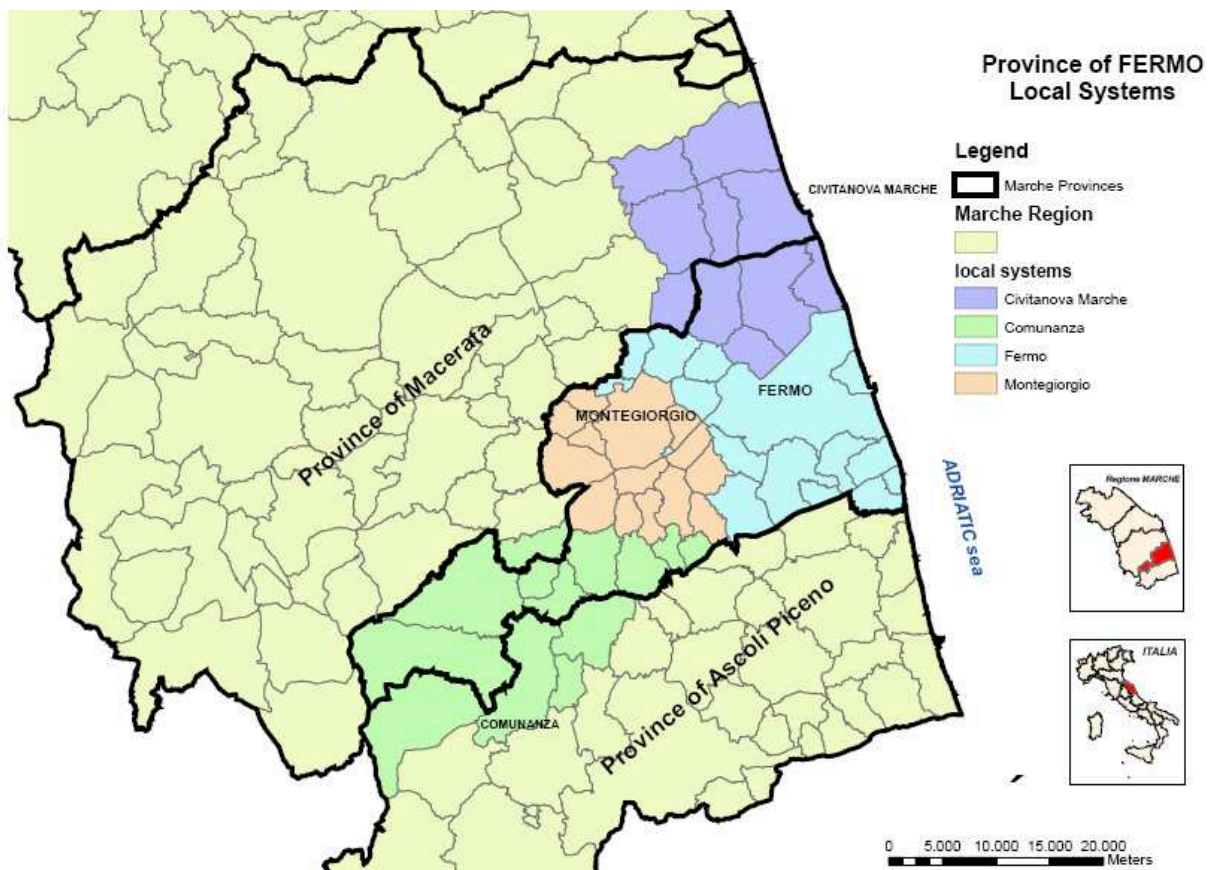 Province of FERMO
Local Systems
Legend
Marche Provinces
Marche Region
local systems
Civitanova Marche
Comunanza
Fermo
Montegiorgio
CIVITANOVA MARCHE
FERMO
MONTEGIORGIO
COMUNANZA
Province of Macerata
Province of Ascoli Piceno
ADRIATIC sea
Regione MARCHE
ITALIA
0 5.000 10.000 15.000 20.000
Meters